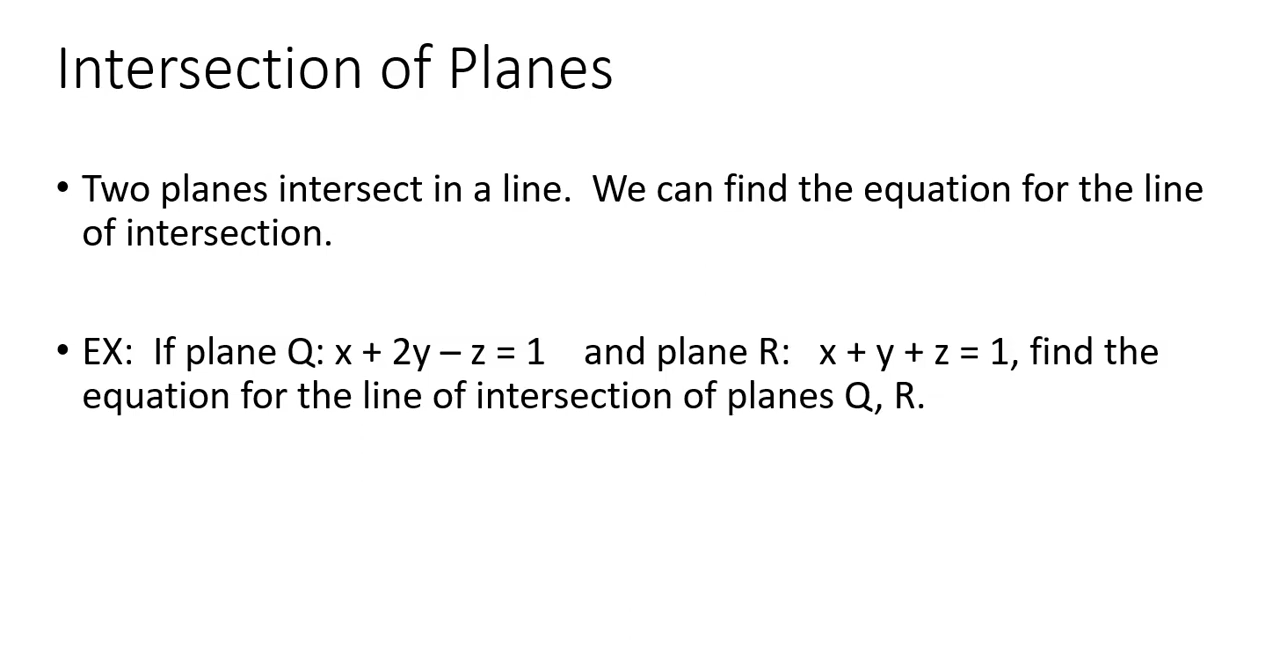 Intersection of Planes
• Two planes intersect in a line.  We can find the equation for the line
of intersection.
• EX:  If plane Q: x + 2y – z = 1    and plane R:   x + y + z = 1, find the
equation for the line of intersection of planes Q, R.